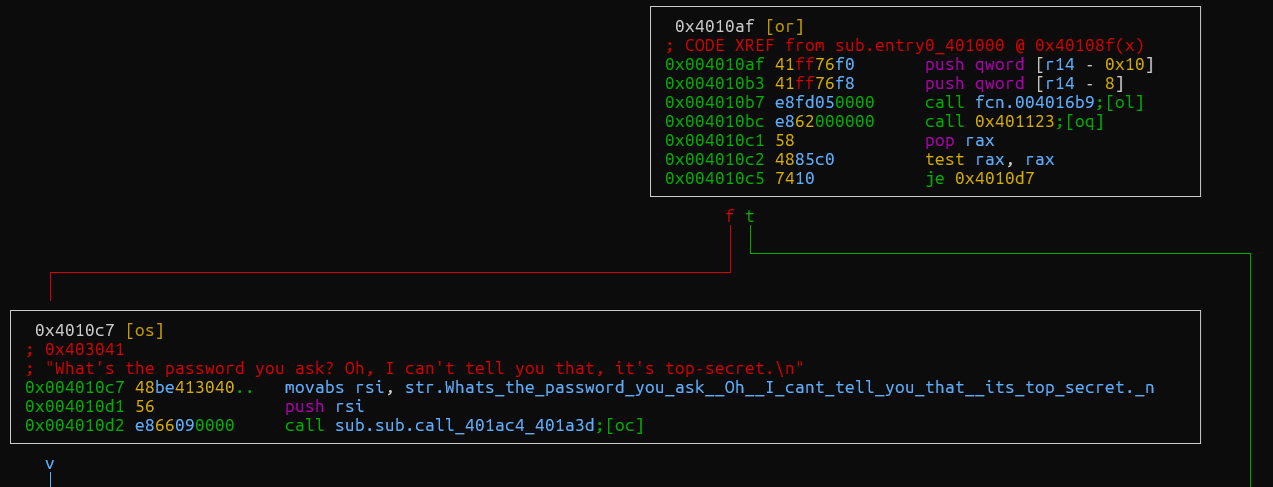 0x4010af [or]
; CODE XREF from sub.entry0_401000 @ 0x40108f(x)
0x004010af 41ff76f0 push qword [r14 - 0x10]
0x004010b3 41ff76f8 push qword [r14 - 8]
0x004010b7 e8fd050000 call fcn.004016b9;[ol]
0x004010bc e862000000 call 0x401123;[oq]
0x004010c1 58 pop rax
0x004010c2 4885c0 test rax, rax
0x004010c5 7410 je 0x4010d7
f t
0x4010c7 [os]
; 0x403041
; "What's the password you ask? Oh, I can't tell you that, it's top-secret.\n"
0x004010c7 48be413040.. movabs rsi, str.Whats_the_password_you_ask__Oh__I_cant_tell_you_that__its_top_secret._n
0x004010d1 56 push rsi
0x004010d2 e866090000 call sub.sub.call_401ac4_401a3d;[oc]
v